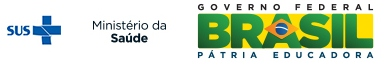 SUS
Ministério da
Saúde
GOVERNO FEDERAL
BRASIL
PÁTRIA EDUCADORA